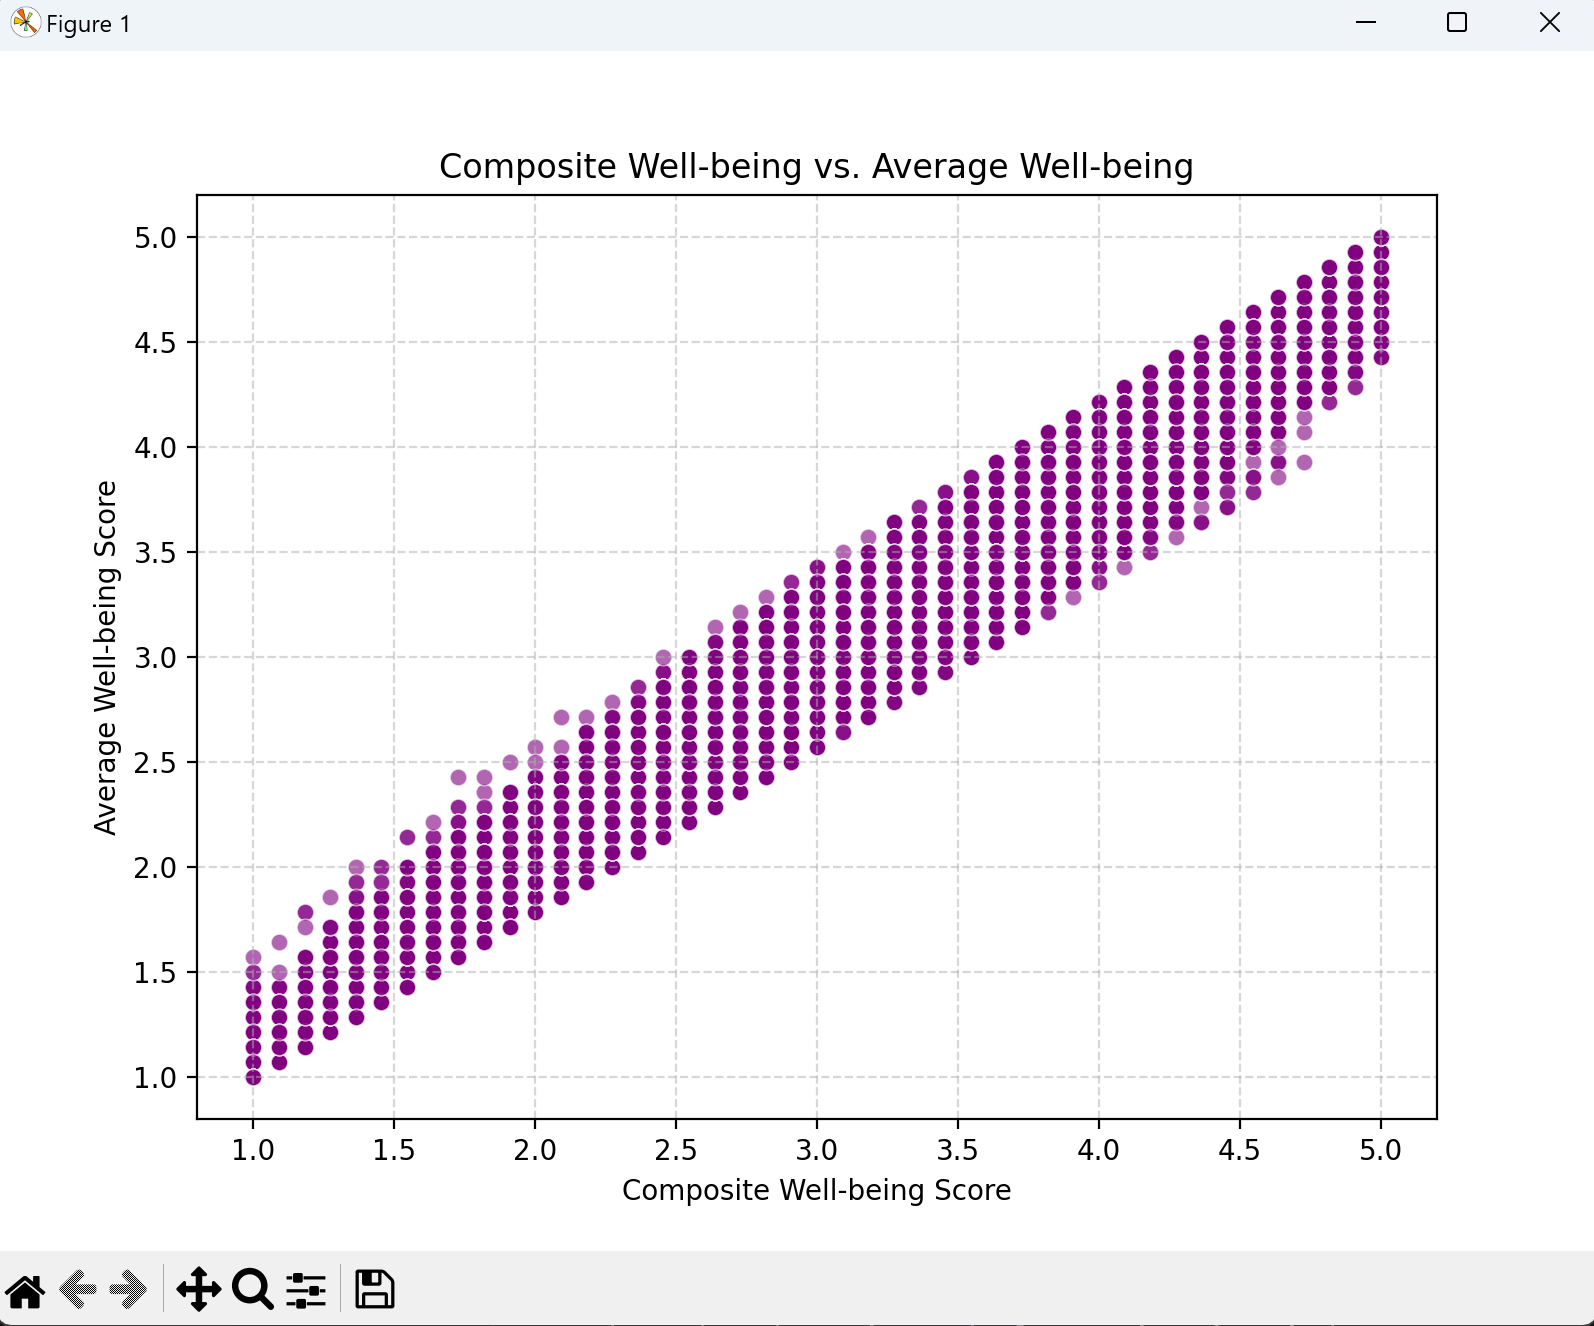 Figure 1
Composite Well-being vs. Average Well-being
Average Well-being Score
5.0
4.5
4.0
3.5
3.0
2.5
2.0
1.5
1.0
1.0 1.5 2.0 2.5 3.0 3.5 4.0 4.5 5.0
Composite Well-being Score